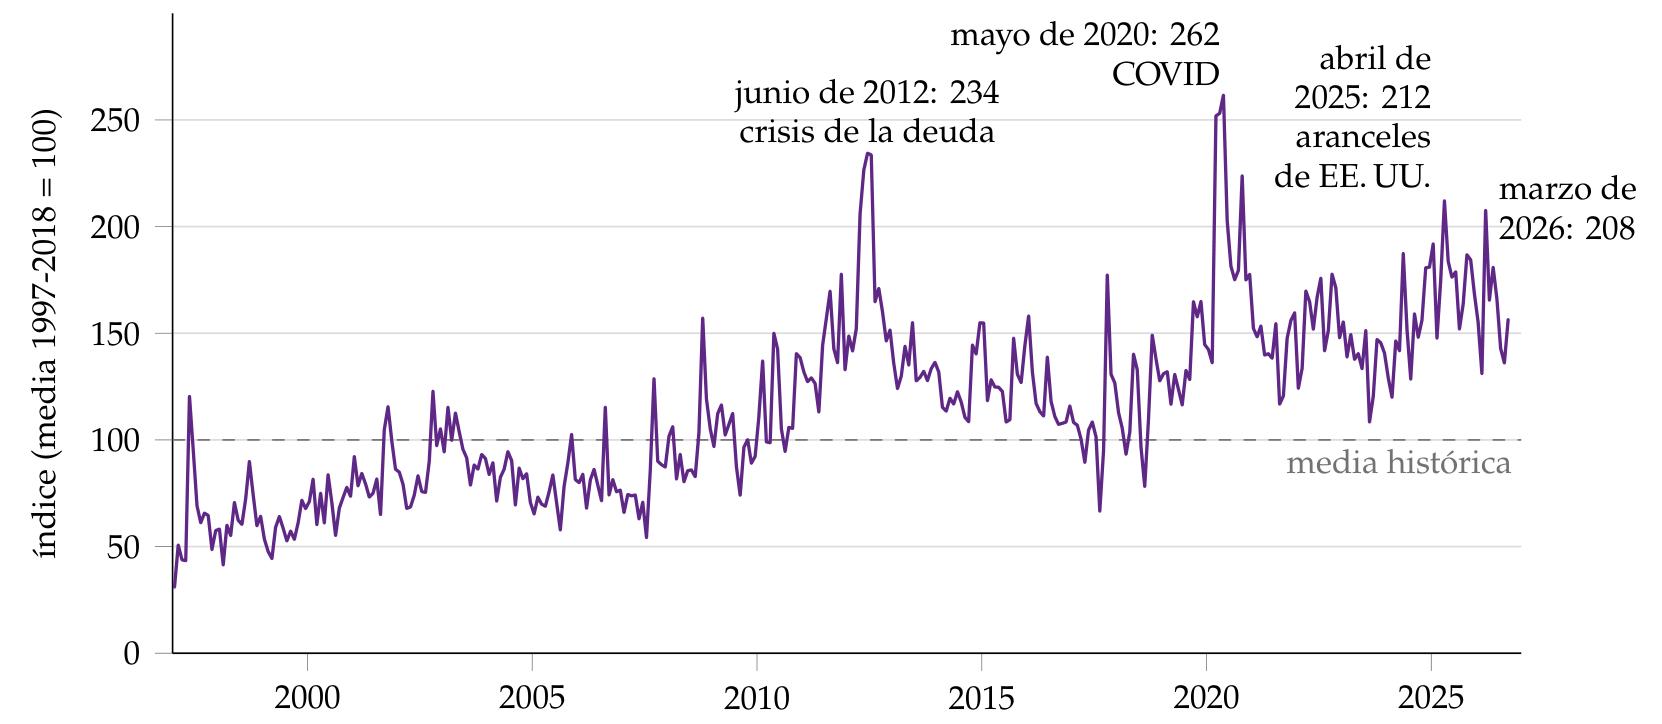 mayo de 2020: 262
COVID
junio de 2012: 234
crisis de la deuda
abril de
2025: 212
aranceles
de EE. UU.
marzo de
2026: 208
media histórica
índice (media 1997-2018 = 100)
250
200
150
100
50
0
2000
2005
2010
2015
2020
2025